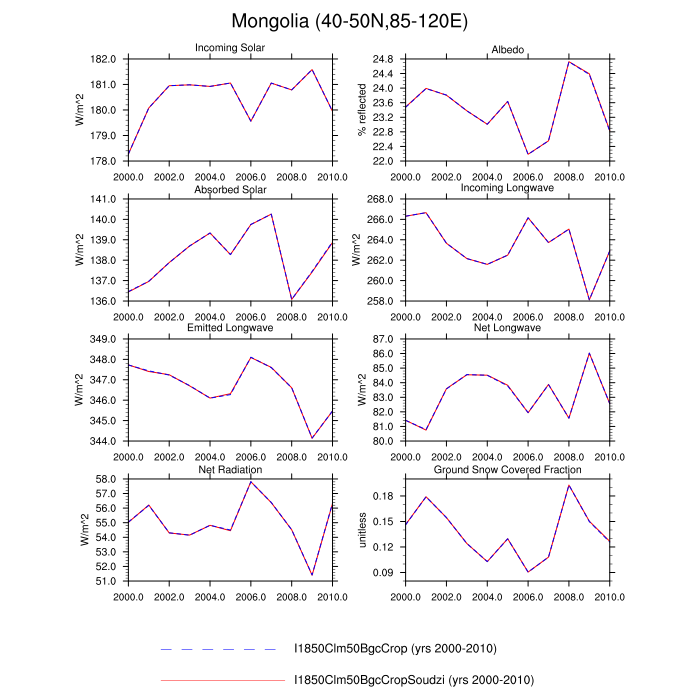 Mongolia (40-50N,85-120E)
Incoming Solar
W/m^2
182.0
181.0
180.0
179.0
178.0
2000.0 2002.0 2004.0 2006.0 2008.0 2010.0
Albedo
% reflected
24.8
24.4
24.0
23.6
23.2
22.8
22.4
22.0
2000.0 2002.0 2004.0 2006.0 2008.0 2010.0
Absorbed Solar
W/m^2
141.0
140.0
139.0
138.0
137.0
136.0
2000.0 2002.0 2004.0 2006.0 2008.0 2010.0
Incoming Longwave
W/m^2
268.0
266.0
264.0
262.0
260.0
258.0
2000.0 2002.0 2004.0 2006.0 2008.0 2010.0
Emitted Longwave
W/m^2
349.0
348.0
347.0
346.0
345.0
344.0
2000.0 2002.0 2004.0 2006.0 2008.0 2010.0
Net Longwave
W/m^2
87.0
86.0
85.0
84.0
83.0
82.0
81.0
80.0
2000.0 2002.0 2004.0 2006.0 2008.0 2010.0
Net Radiation
W/m^2
58.0
57.0
56.0
55.0
54.0
53.0
52.0
51.0
2000.0 2002.0 2004.0 2006.0 2008.0 2010.0
Ground Snow Covered Fraction
unitless
0.18
0.15
0.12
0.09
2000.0 2002.0 2004.0 2006.0 2008.0 2010.0
I1850Clm50BgcCrop (yrs 2000-2010)
I1850Clm50BgcCropSoudzi (yrs 2000-2010)